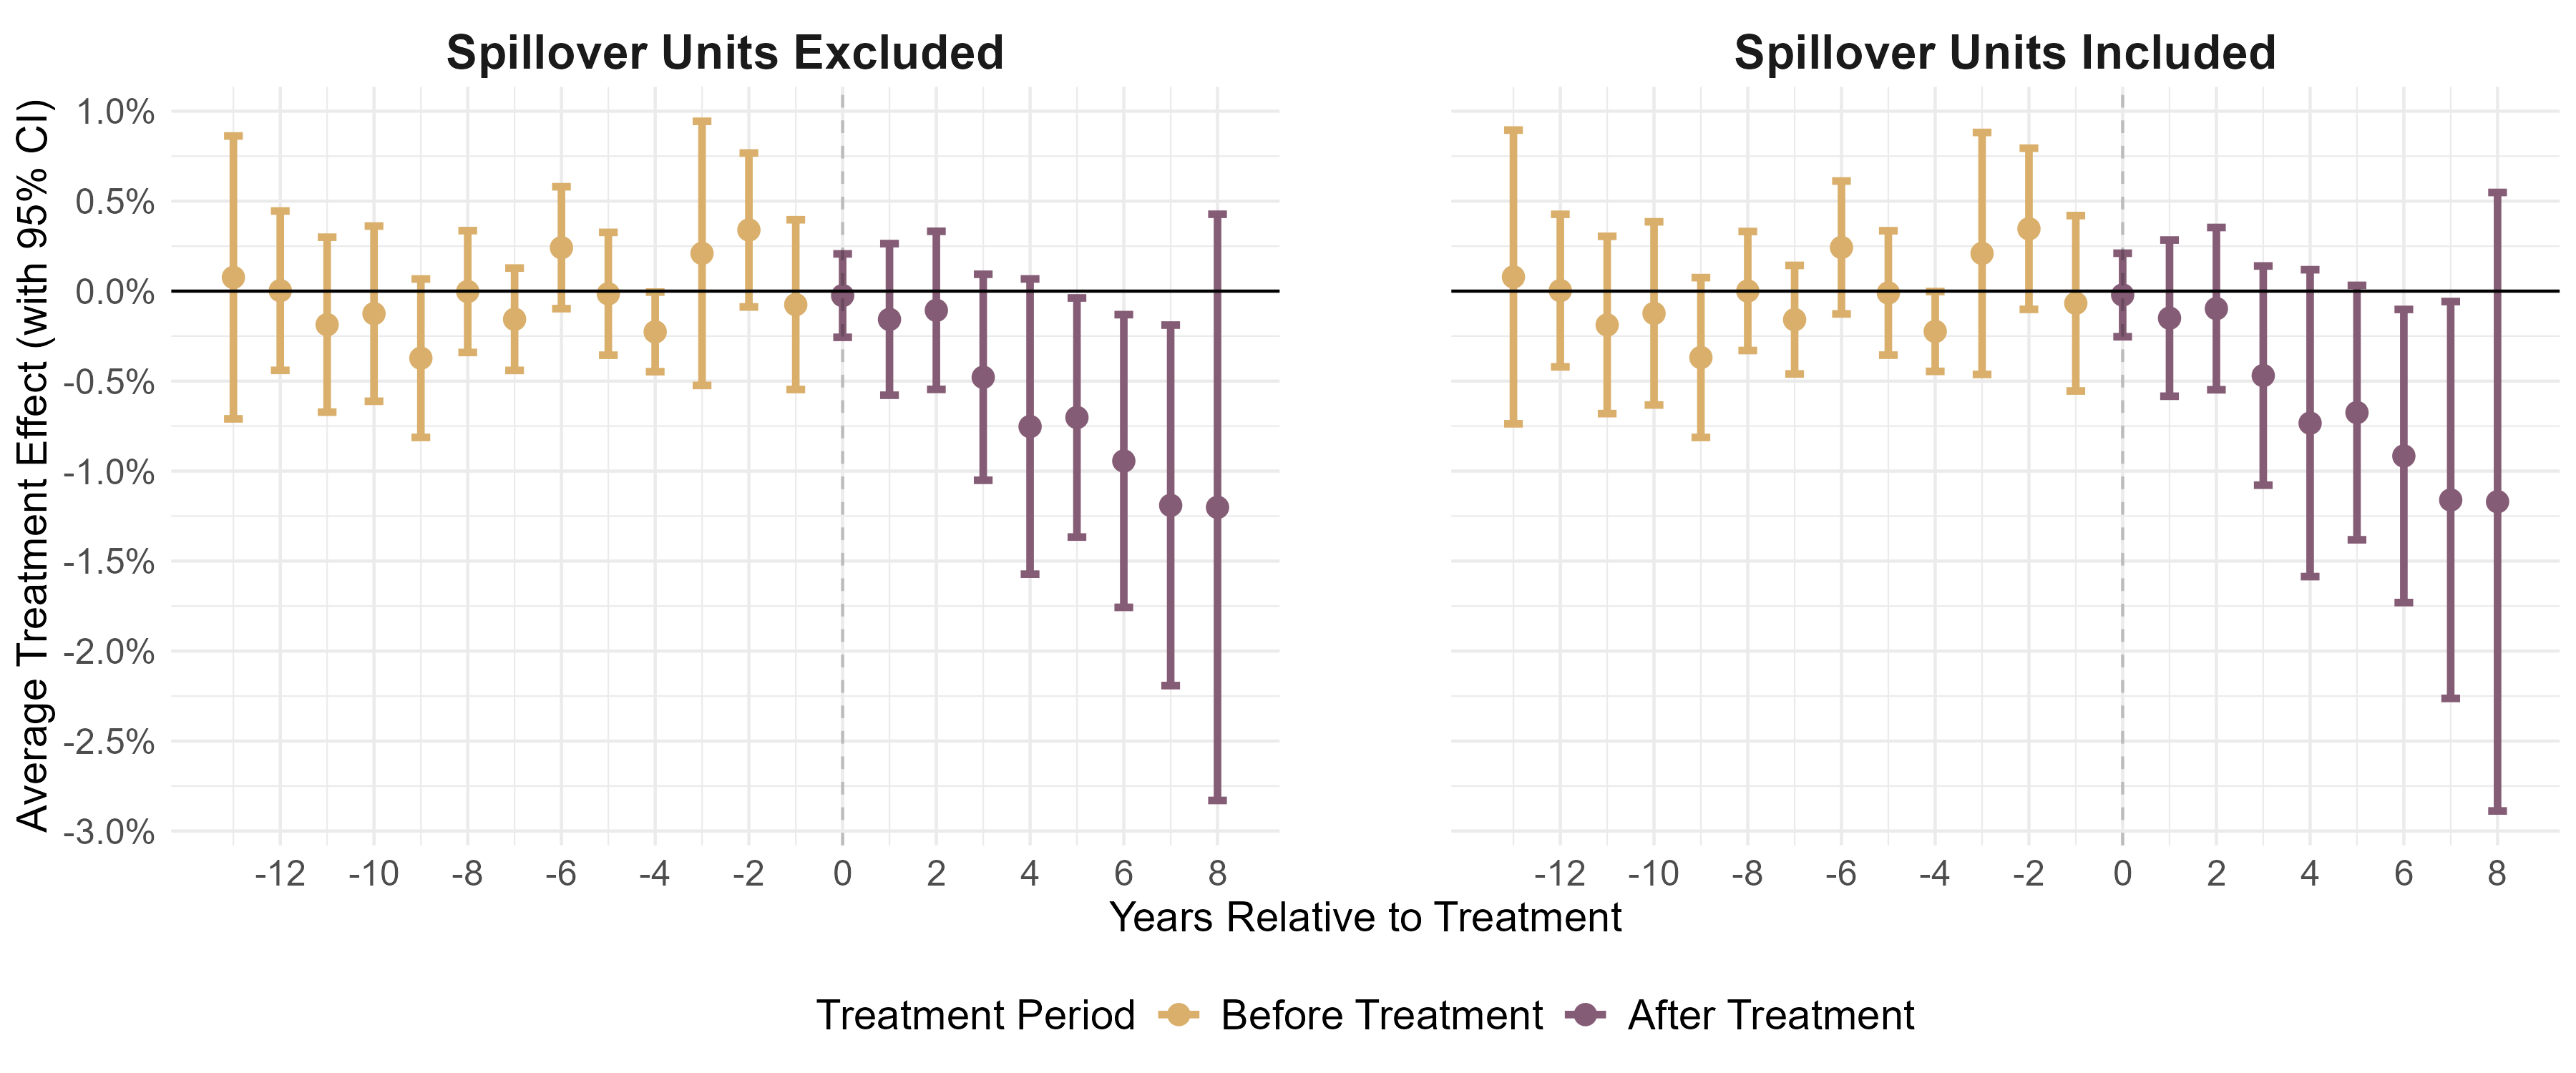 Spillover Units Excluded
Spillover Units Included
Average Treatment Effect (with 95% CI)
1.0%
0.5%
0.0%
-0.5%
-1.0%
-1.5%
-2.0%
-2.5%
-3.0%
-12 -10 -8 -6 -4 -2 0 2 4 6 8
-12 -10 -8 -6 -4 -2 0 2 4 6 8
Years Relative to Treatment
Treatment Period Before Treatment After Treatment